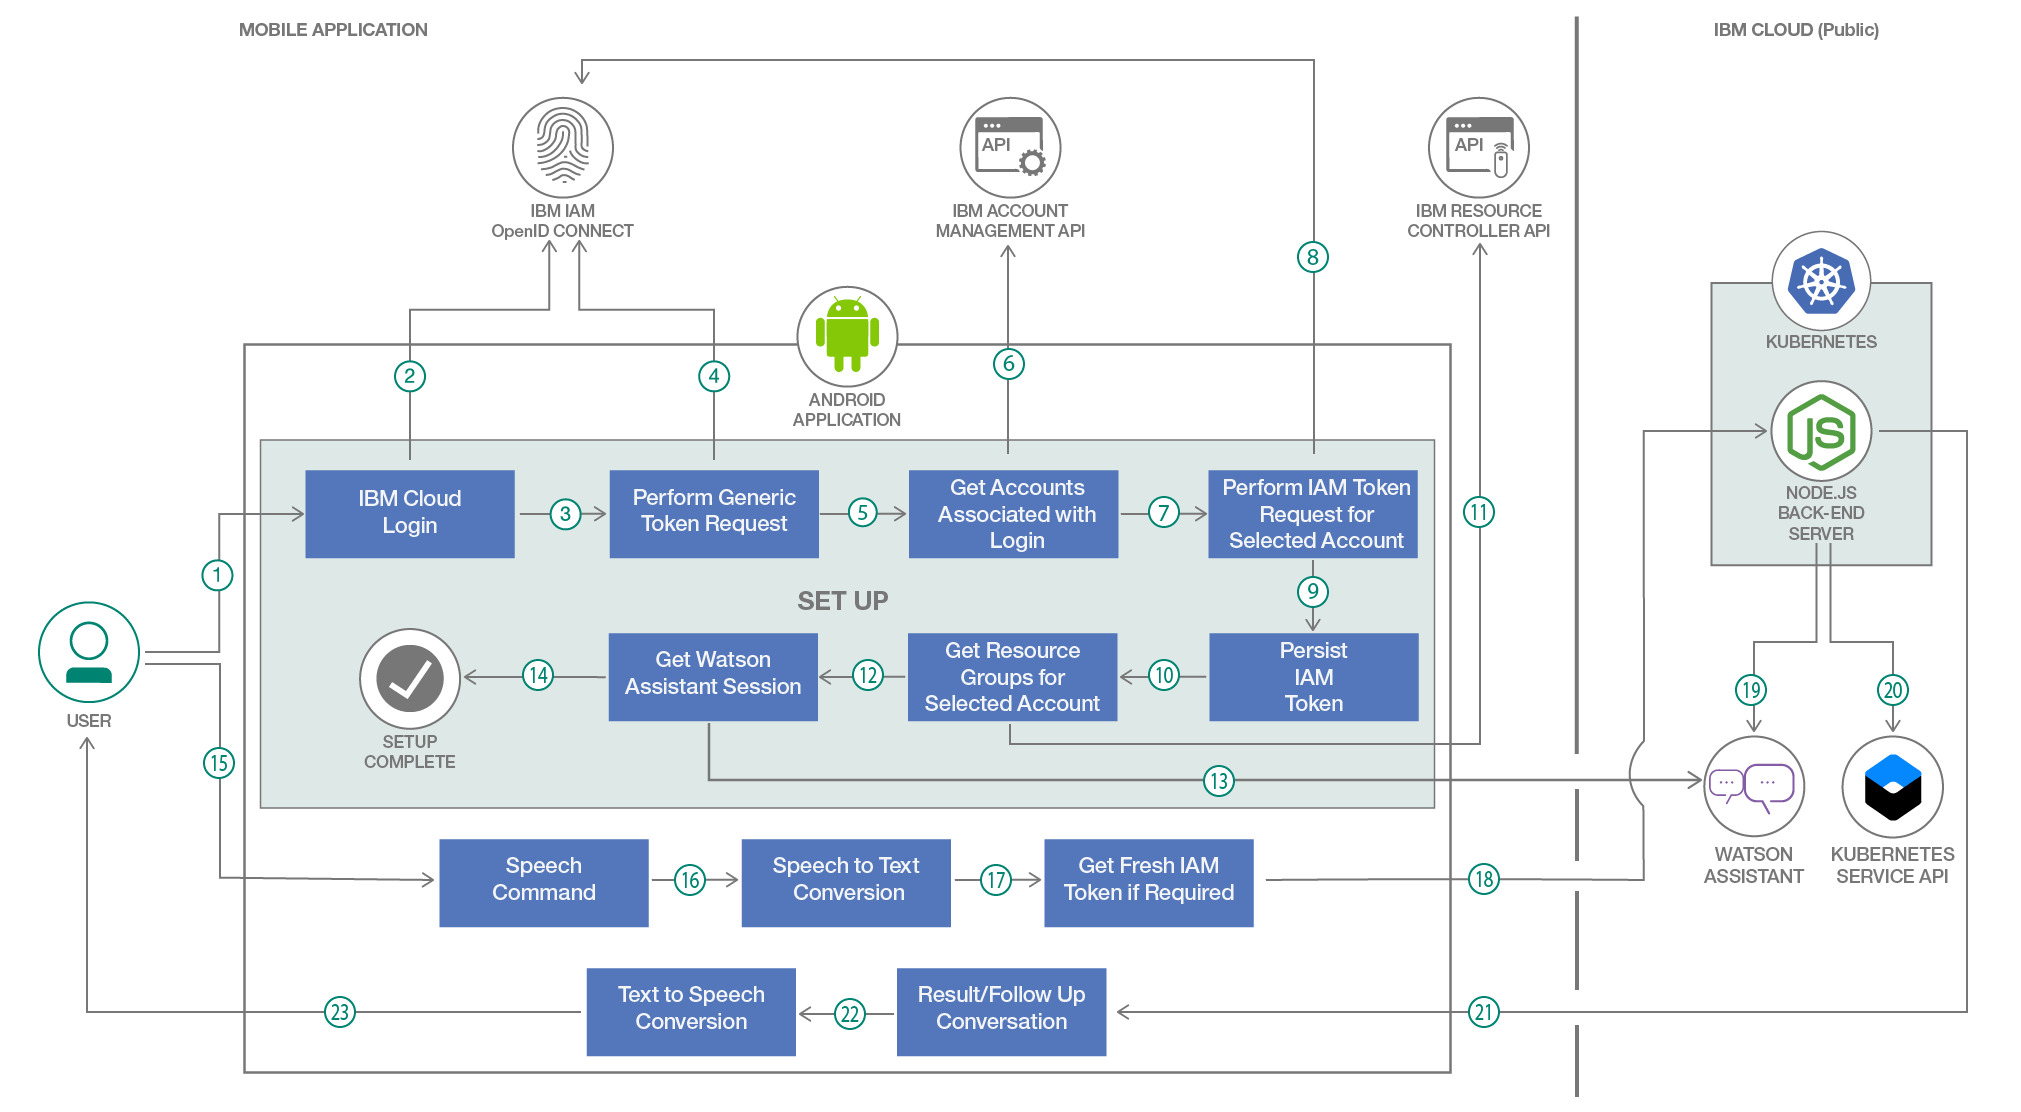 MOBILE APPLICATION
IBM CLOUD (Public)
API
API
IBM IAM
OpenID CONNECT
IBM ACCOUNT
MANAGEMENT API
IBM RESOURCE
CONTROLLER API
8
2
4
6
ANDROID
APPLICATION
KUBERNETES
JS
NODE.JS
BACK-END
SERVER
1
IBM Cloud
Login
3
Perform Generic
Token Request
5
Get Accounts
Associated with
Login
7
Perform IAM Token
Request for
Selected Account
11
SET UP
9
USER
SETUP
COMPLETE
14
Get Watson
Assistant Session
12
Get Resource
Groups for
Selected Account
10
Persist
IAM
Token
19
20
15
13
WATSON
ASSISTANT
KUBERNETES
SERVICE API
Speech
Command
16
Speech to Text
Conversion
17
Get Fresh IAM
Token if Required
18
23
Text to Speech
Conversion
22
Result/Follow Up
Conversation
21